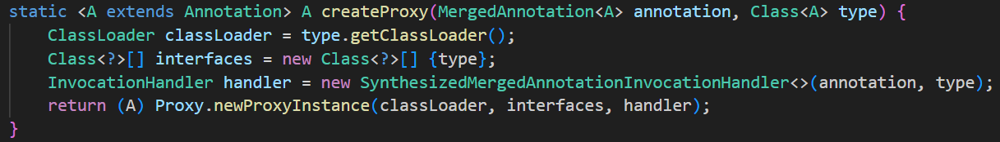 static <A extends Annotation> A createProxy(MergedAnnotation<A> annotation, Class<A> type) {
    ClassLoader classLoader = type.getClassLoader();
    Class<?>[] interfaces = new Class<?>[] {type};
    InvocationHandler handler = new SynthesizedMergedAnnotationInvocationHandler<>(annotation, type);
    return (A) Proxy.newProxyInstance(classLoader, interfaces, handler);
}